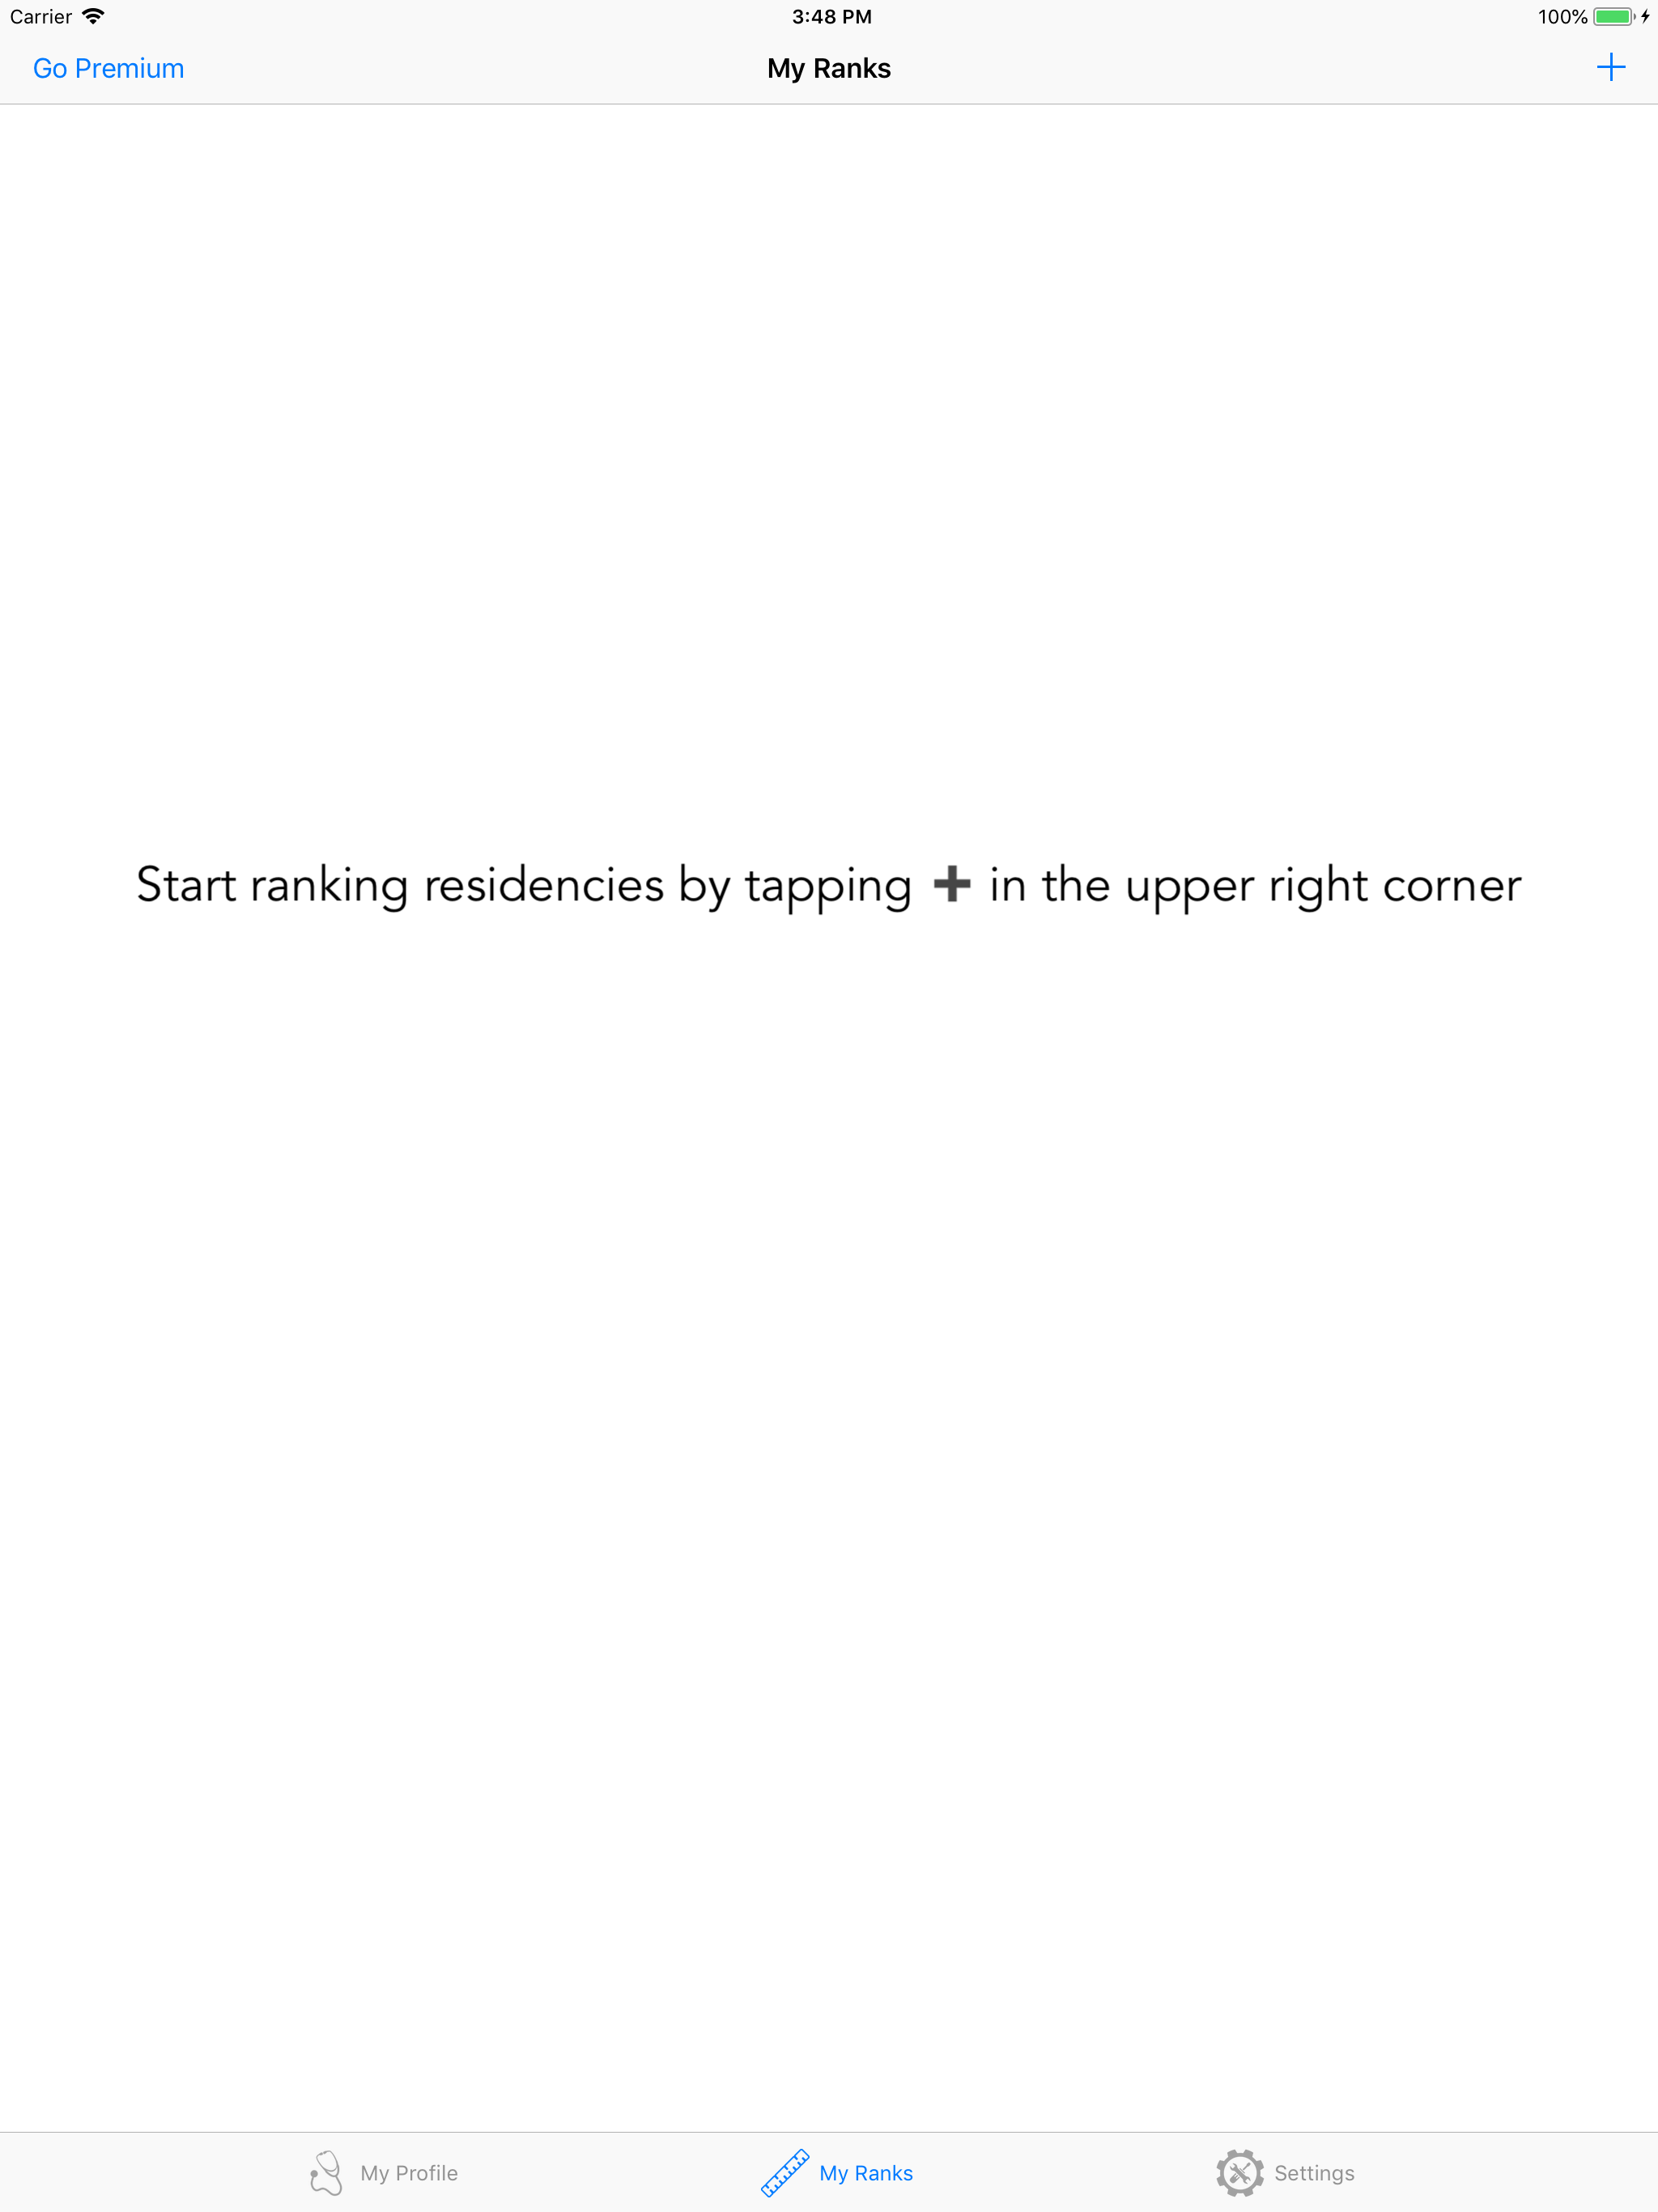 Carrier 3:48 PM 100%
Go Premium My Ranks
Start ranking residencies by tapping ➕ in the upper right corner
My Profile My Ranks Settings